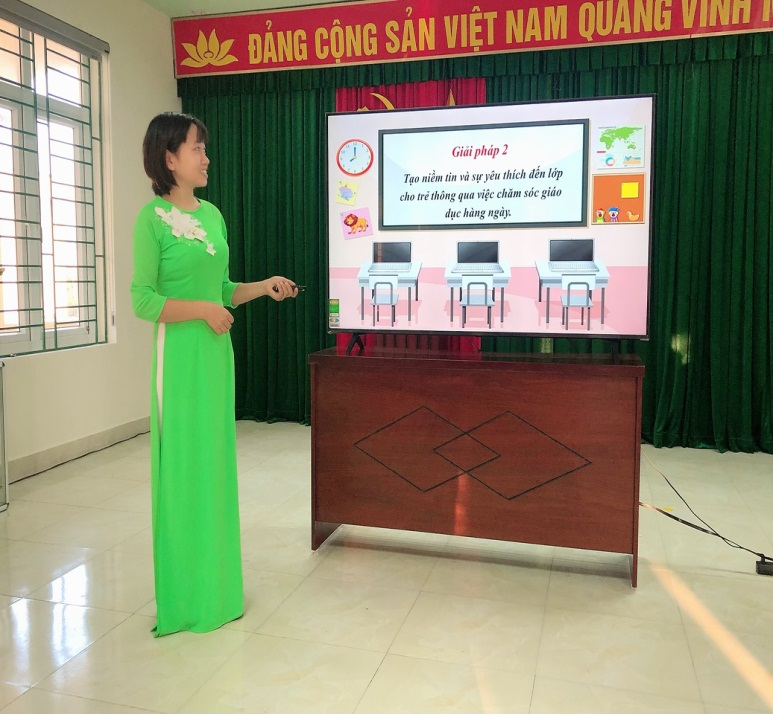 ĐẢNG CỘNG SẢN VIỆT NAM QUANG VINH
Giải pháp 2
Tạo niềm tin và sự yêu thích đến lớp
cho trẻ thông qua việc chăm sóc giáo
dục hàng ngày.